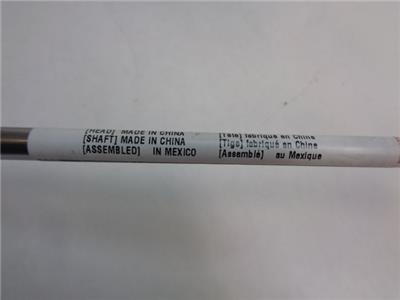 [HEAD] MADE IN CHINA
[SHAFT] MADE IN CHINA
[ASSEMBLED] IN MEXICO
[Tête] fabriqué en Chine
[Tige] fabriqué en Chine
[Assemblé] au Mexique